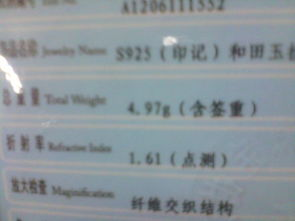 A1206111552
饰品名称 Jewelry Name S925（印记）和田玉
总重量 Total Weight 4.97g（含签重）
折射率 Refractive Index 1.61（点测）
放大检查 Magnification 纤维交织结构